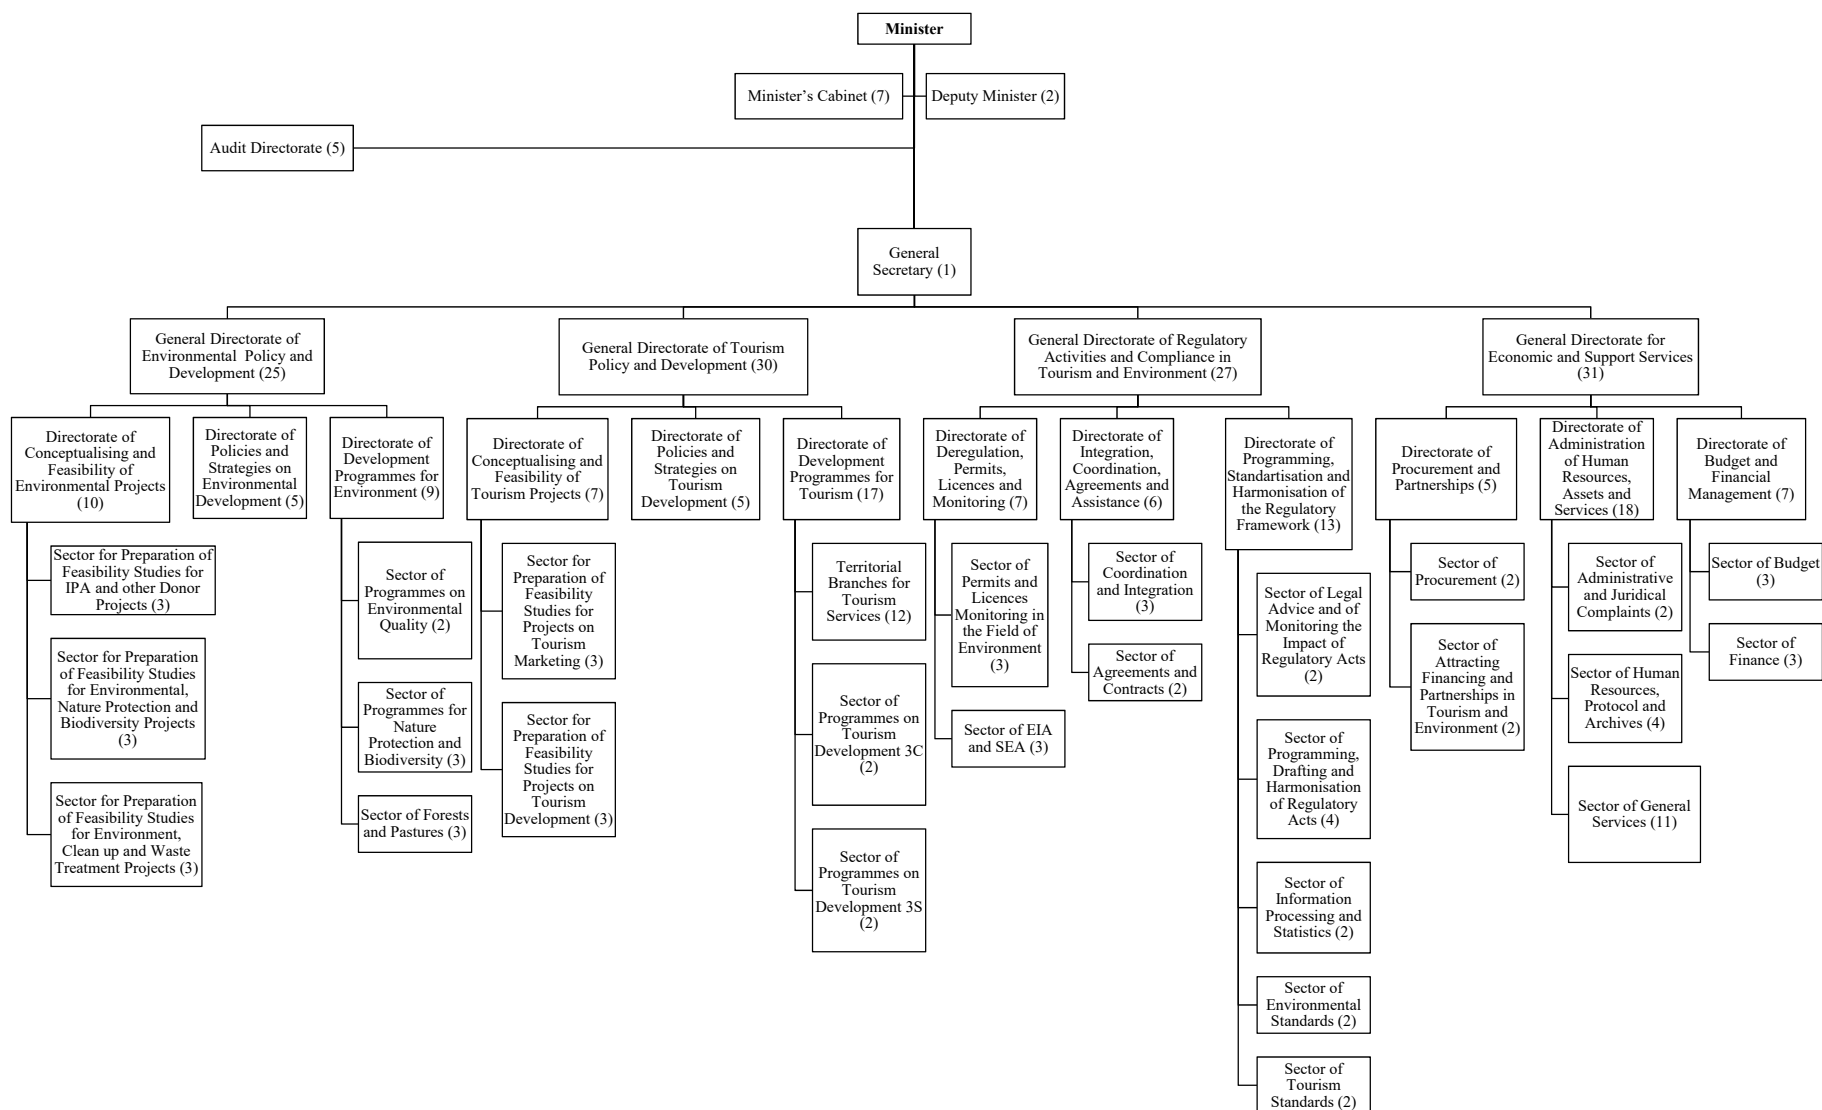 Minister
Minister’s Cabinet (7)
Deputy Minister (2)
Audit Directorate (5)
General
Secretary (1)
General Directorate of
Environmental Policy and
Development (25)
General Directorate of Tourism
Policy and Development (30)
General Directorate of Regulatory
Activities and Compliance in
Tourism and Environment (27)
General Directorate for
Economic and Support Services
(31)
Directorate of
Conceptualising and
Feasibility of
Environmental Projects
(10)
Directorate of
Policies and
Strategies on
Environmental
Development (5)
Directorate of
Development
Programmes for
Environment (9)
Directorate of
Conceptualising and
Feasibility of
Tourism Projects (7)
Directorate of
Policies and
Strategies on
Tourism
Development (5)
Directorate of
Development
Programmes for
Tourism (17)
Directorate of
Deregulation,
Permits,
Licences and
Monitoring (7)
Directorate of
Integration,
Coordination,
Agreements and
Assistance (6)
Directorate of
Programming,
Standartisation and
Harmonisation of
the Regulatory
Framework (13)
Directorate of
Procurement and
Partnerships (5)
Directorate of
Administration
of Human
Resources,
Assets and
Services (18)
Directorate of
Budget and
Financial
Management (7)
Sector for Preparation of
Feasibility Studies for
IPA and other Donor
Projects (3)
Sector for Preparation
of Feasibility Studies
for Environmental,
Nature Protection and
Biodiversity Projects
(3)
Sector for Preparation
of Feasibility Studies
for Environment,
Clean up and Waste
Treatment Projects (3)
Sector of
Programmes on
Environmental
Quality (2)
Sector of
Programmes for
Nature
Protection and
Biodiversity (3)
Sector of Forests
and Pastures (3)
Sector for
Preparation of
Feasibility
Studies for
Projects on
Tourism
Marketing (3)
Sector for
Preparation of
Feasibility
Studies for
Projects on
Tourism
Development (3)
Territorial
Branches for
Tourism
Services (12)
Sector of
Programmes on
Tourism
Development 3C
(2)
Sector of
Programmes on
Tourism
Development 3S
(2)
Sector of
Permits and
Licences
Monitoring in
the Field of
Environment
(3)
Sector of EIA
and SEA (3)
Sector of
Coordination
and Integration
(3)
Sector of
Agreements and
Contracts (2)
Sector of Legal
Advice and of
Monitoring the
Impact of
Regulatory Acts
(2)
Sector of
Programming,
Drafting and
Harmonisation
of Regulatory
Acts (4)
Sector of
Information
Processing and
Statistics (2)
Sector of
Environmental
Standards (2)
Sector of
Tourism
Standards (2)
Sector of
Procurement (2)
Sector of
Attracting
Financing and
Partnerships in
Tourism and
Environment (2)
Sector of
Administrative
and Juridical
Complaints (2)
Sector of Human
Resources,
Protocol and
Archives (4)
Sector of General
Services (11)
Sector of Budget
(3)
Sector of
Finance (3)